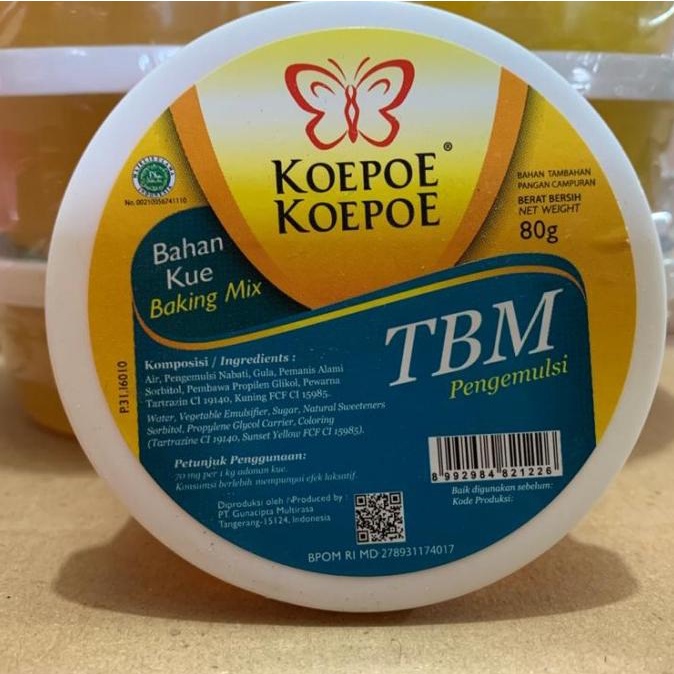 KOEPOE ®
KOEPOE
MAJELIS ULAMA
INDONESIA
No. 00210056741110
BAHAN TAMBAHAN
PANGAN CAMPURAN
BERAT BERSIH
NET WEIGHT
80g
Bahan
Kue
Baking Mix
TBM
Pengemulsi
P.31.16010
Komposisi / Ingredients :
Air, Pengemulsi Nabati, Gula, Pemanis Alami
Sorbitol, Pembawa Propilen Glikol, Pewarna
Tartrazin CI 19140, Kuning FCF CI 15985.
Water, Vegetable Emulsifier, Sugar, Natural Sweeteners
Sorbitol, Propylene Glycol Carrier, Coloring
(Tartrazine CI 19140, Sunset Yellow FCF CI 15985).
Petunjuk Penggunaan:
70 mg per 1 kg adonan kue.
Konsumsi berlebih mempunyai efek laksatif.
Diproduksi oleh / Produced by :
PT. Gunacipta Multirasa
Tangerang-15124, Indonesia
8 992984 821226
Baik digunakan sebelum:
Kode Produksi:
BPOM RI MD 278931174017